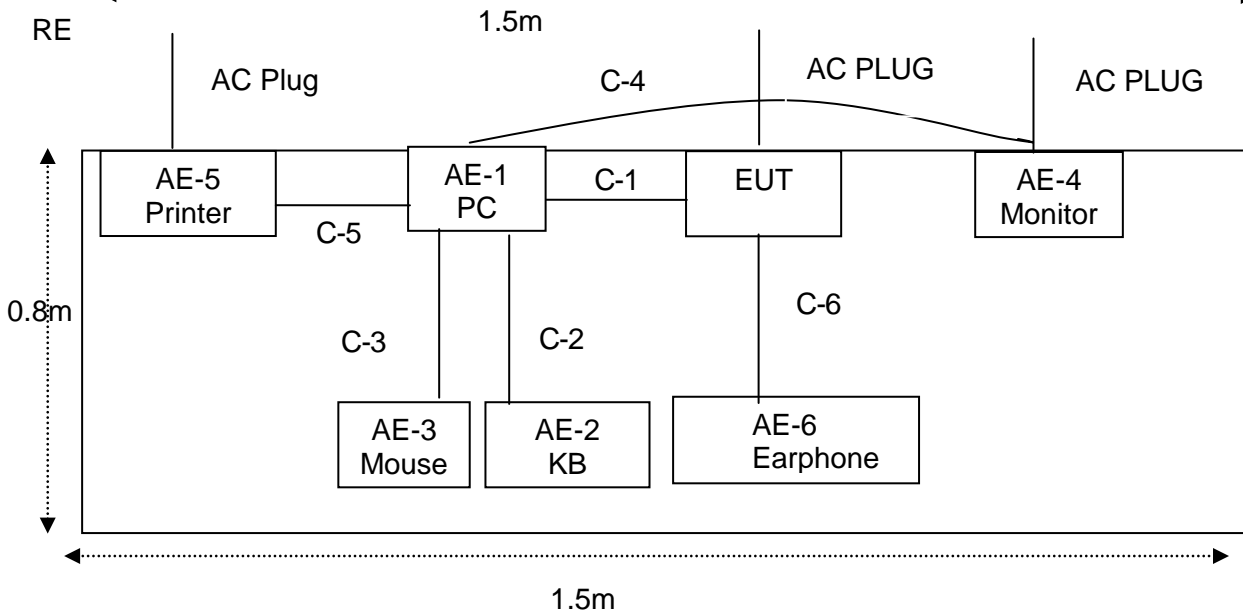 1.5m
RE
AC Plug
C-4
AC PLUG
AC PLUG
AE-5
Printer
AE-1
PC
C-1
EUT
AE-4
Monitor
C-5
0.8m
C-6
C-3
C-2
AE-3
Mouse
AE-2
KB
AE-6
Earphone
1.5m